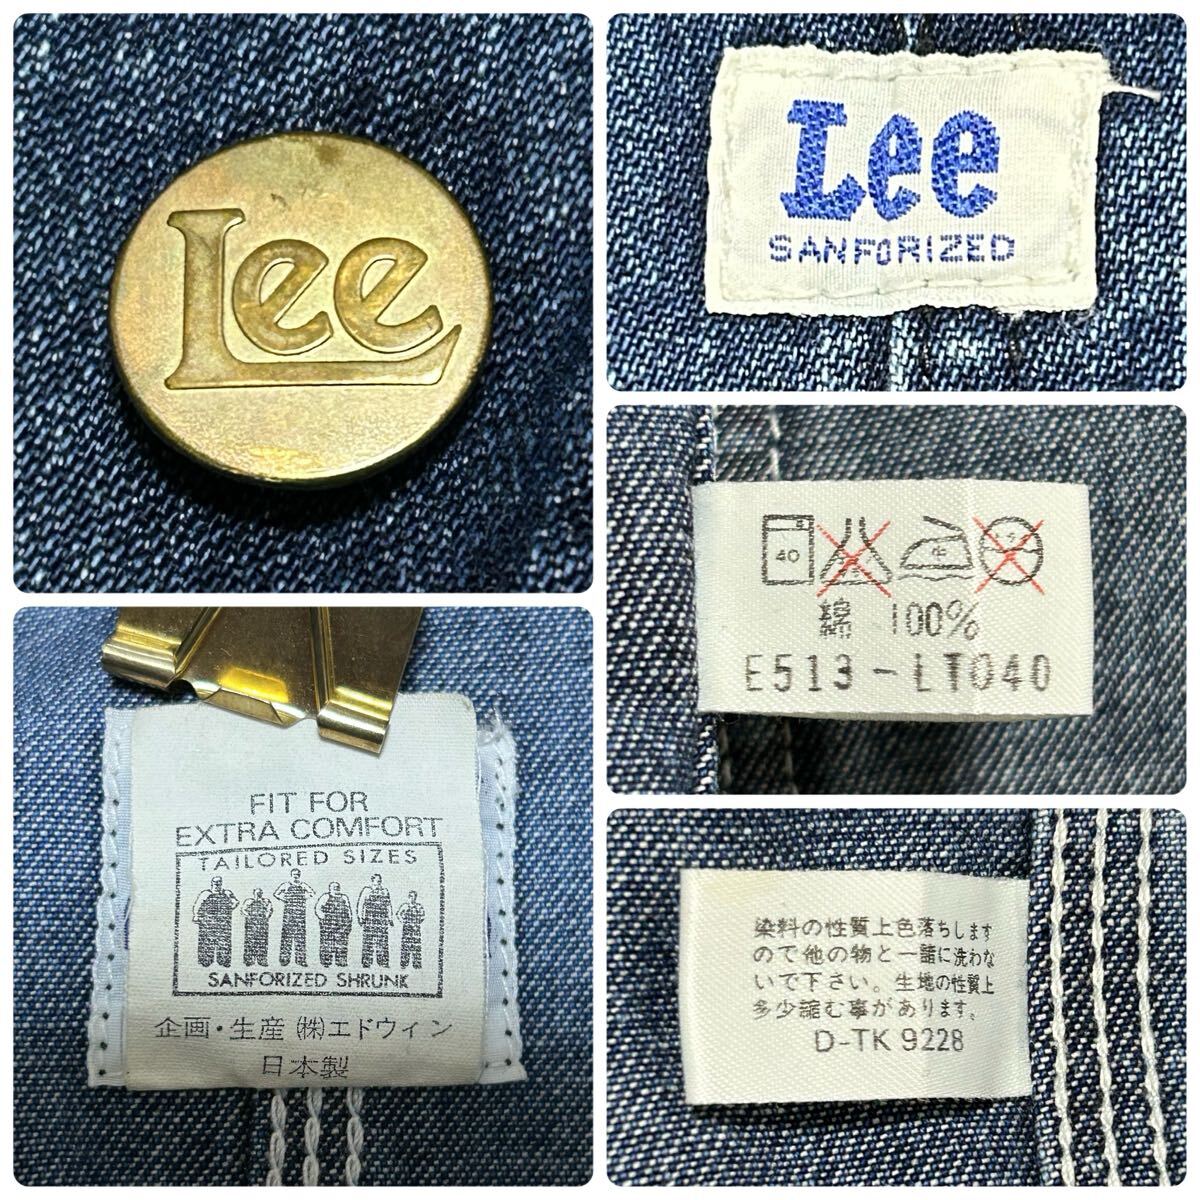 Lee
Lee
SANFORIZED
40
綿 100%
E513-LT040
FIT FOR
EXTRA COMFORT
TAILORED SIZES
SANFORIZED SHRUNK
企画・生産 (株)エドウィン
日本製
染料の性質上色落ちします
ので他の物と一諸に洗わな
いで下さい。生地の性質上
多少縮む事があります。
D-TK 9228